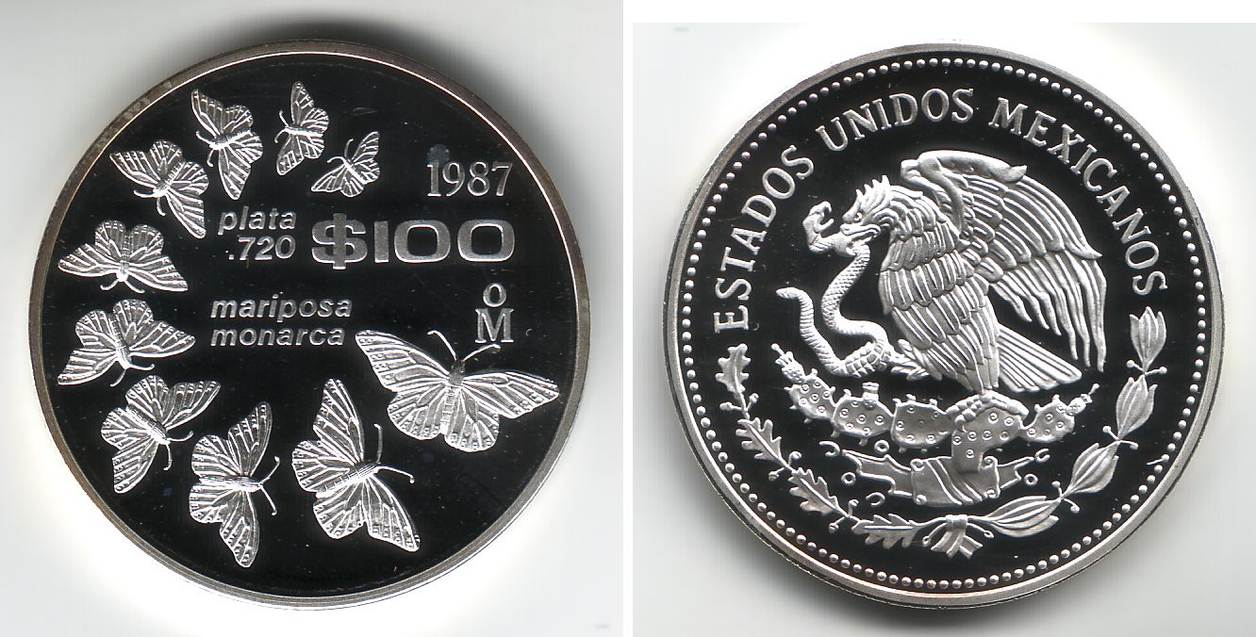 1987
plata
.720
$100
mariposa
monarca
o
M
ESTADOS UNIDOS MEXICANOS